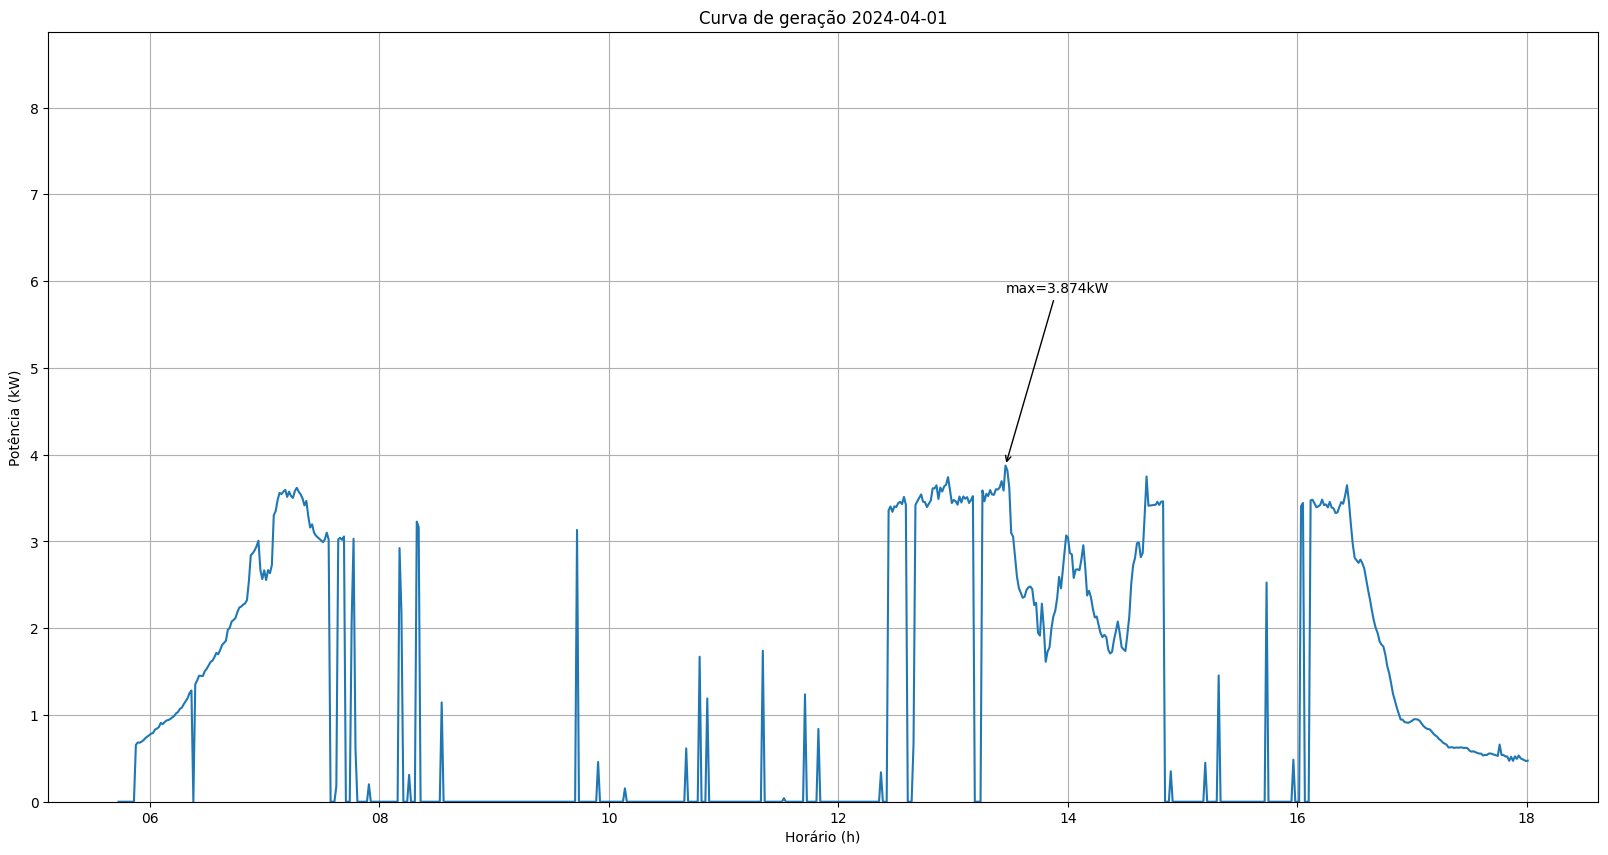 Curva de geração 2024-04-01
Potência (kW)
8
7
6
5
4
3
2
1
0
max=3.874kW
06 08 10 12 14 16 18
Horário (h)